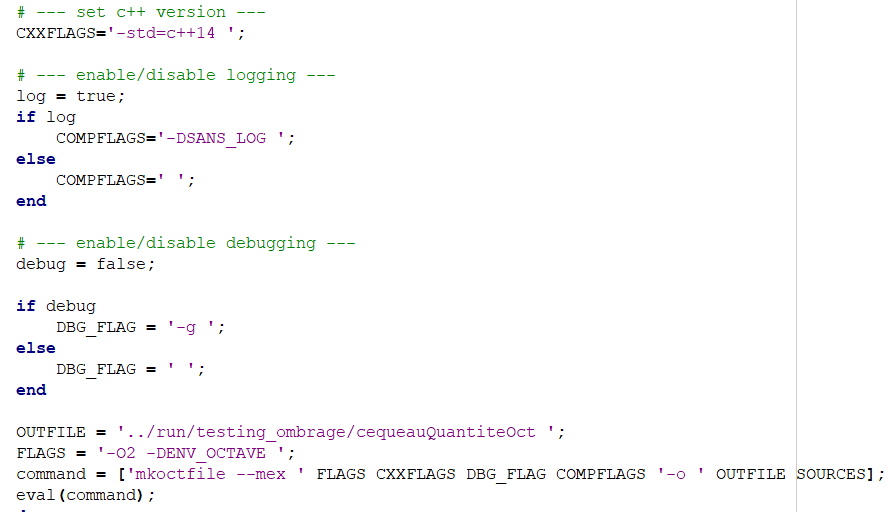 # --- set c++ version ---
CXXFLAGS='-std=c++14 ';
# --- enable/disable logging ---
log = true;
if log
    COMPFLAGS='-DSANS_LOG ';
else
    COMPFLAGS=' ';
end
# --- enable/disable debugging ---
debug = false;
if debug
    DBG_FLAG = '-g ';
else
    DBG_FLAG = ' ';
end
OUTFILE = '../run/testing_ombrage/cequeauQuantiteOct ';
FLAGS = '-O2 -DENV_OCTAVE ';
command = ['mkoctfile --mex ' FLAGS CXXFLAGS DBG_FLAG COMPFLAGS '-o ' OUTFILE SOURCES];
eval(command);